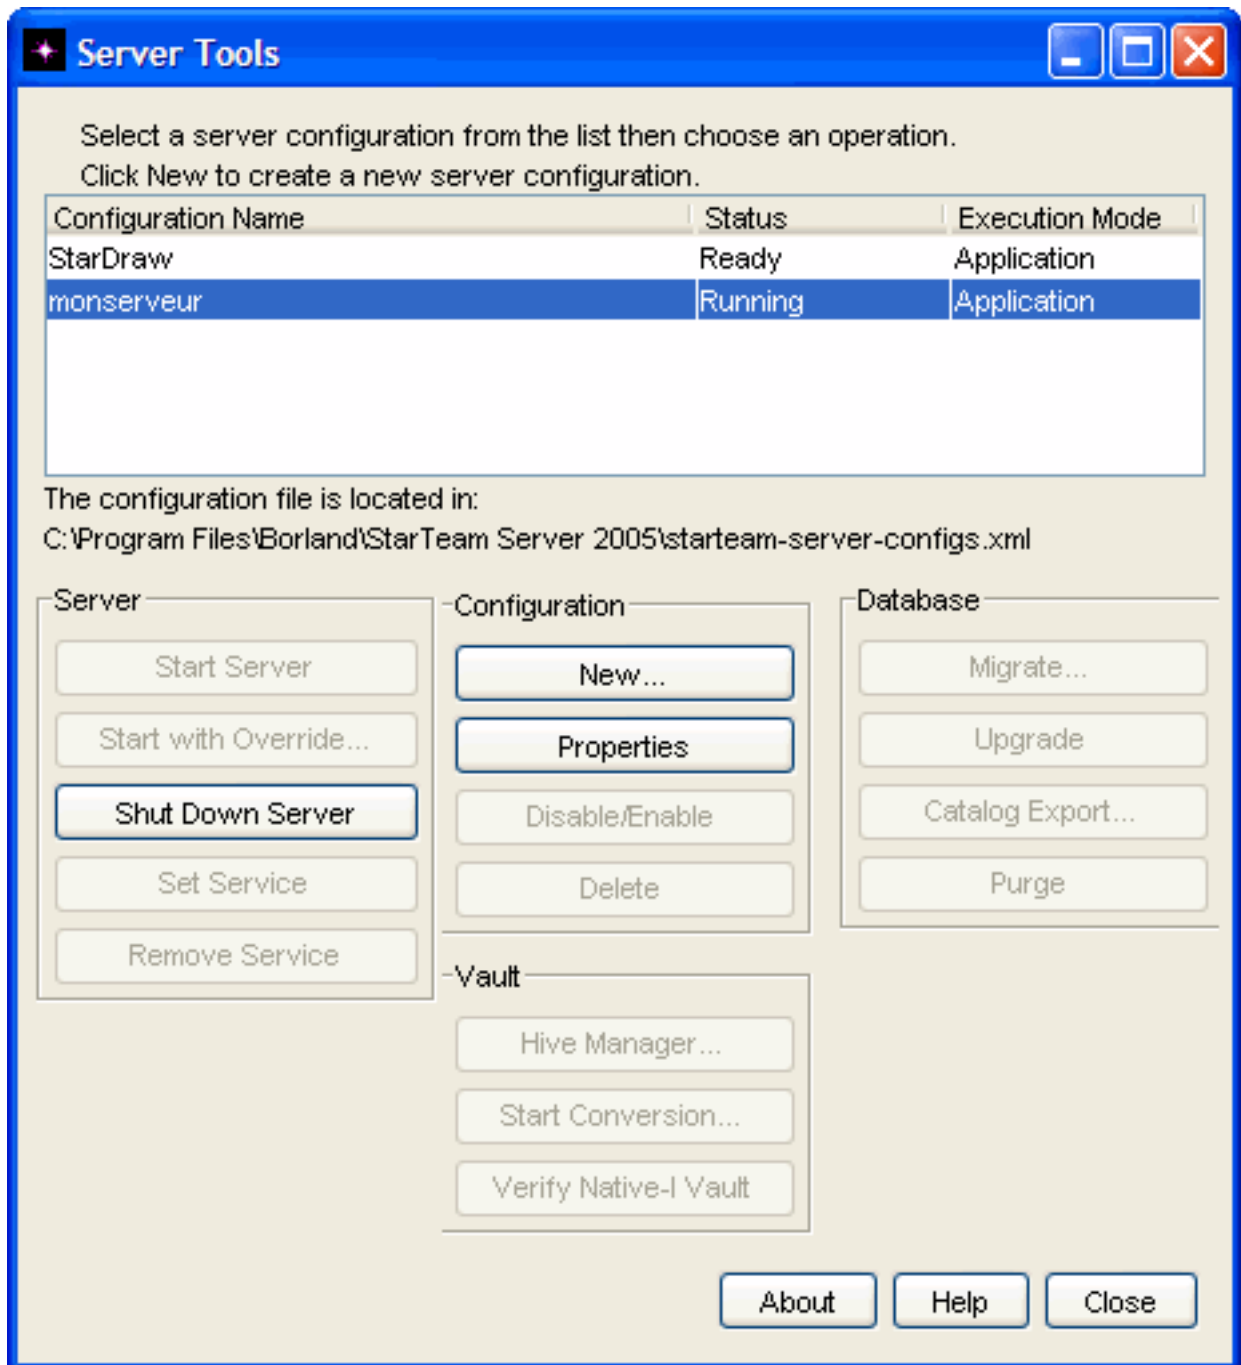 Server Tools
Select a server configuration from the list then choose an operation.
Click New to create a new server configuration.
Configuration Name Status Execution Mode
StarDraw Ready Application
monserveur Running Application
The configuration file is located in:
C:\Program Files\Borland\StarTeam Server 2005\starteam-server-configs.xml
Server
Start Server
Start with Override...
Shut Down Server
Set Service
Remove Service
Configuration
New...
Properties
Disable/Enable
Delete
Database
Migrate...
Upgrade
Catalog Export...
Purge
Vault
Hive Manager...
Start Conversion...
Verify Native-I Vault
About Help Close